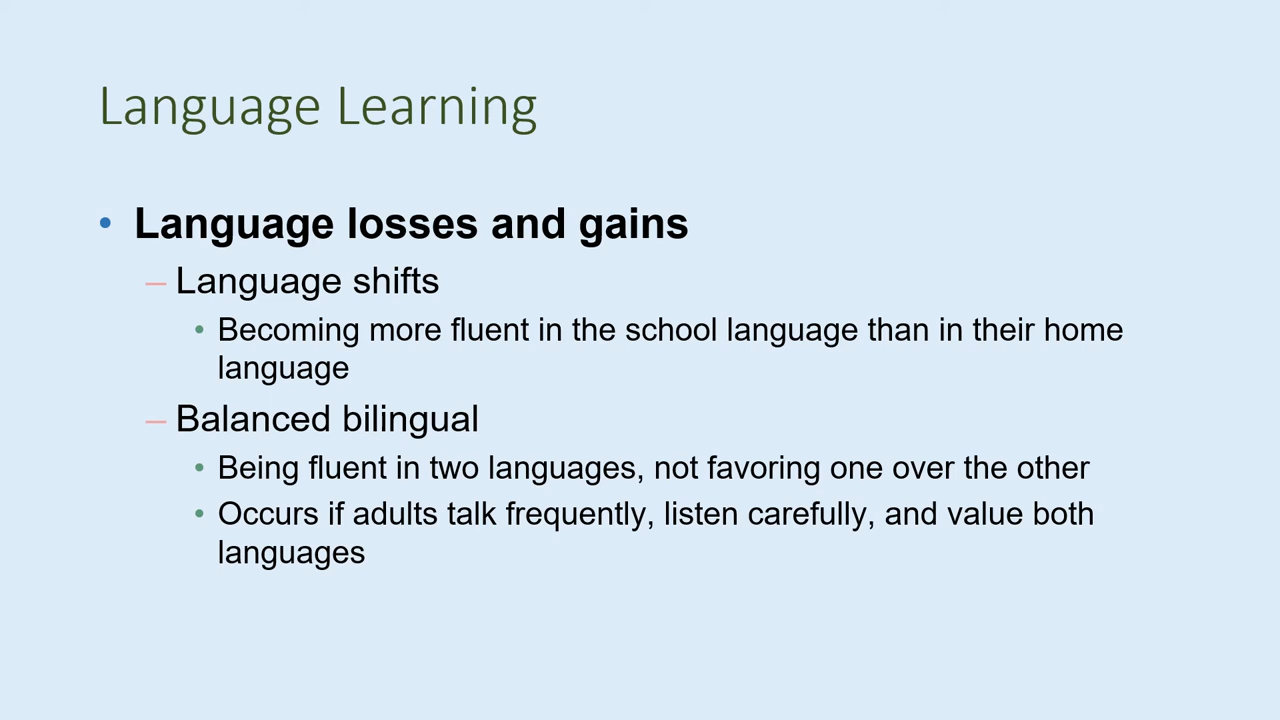 Language Learning
• Language losses and gains
– Language shifts
• Becoming more fluent in the school language than in their home
language
– Balanced bilingual
• Being fluent in two languages, not favoring one over the other
• Occurs if adults talk frequently, listen carefully, and value both
languages